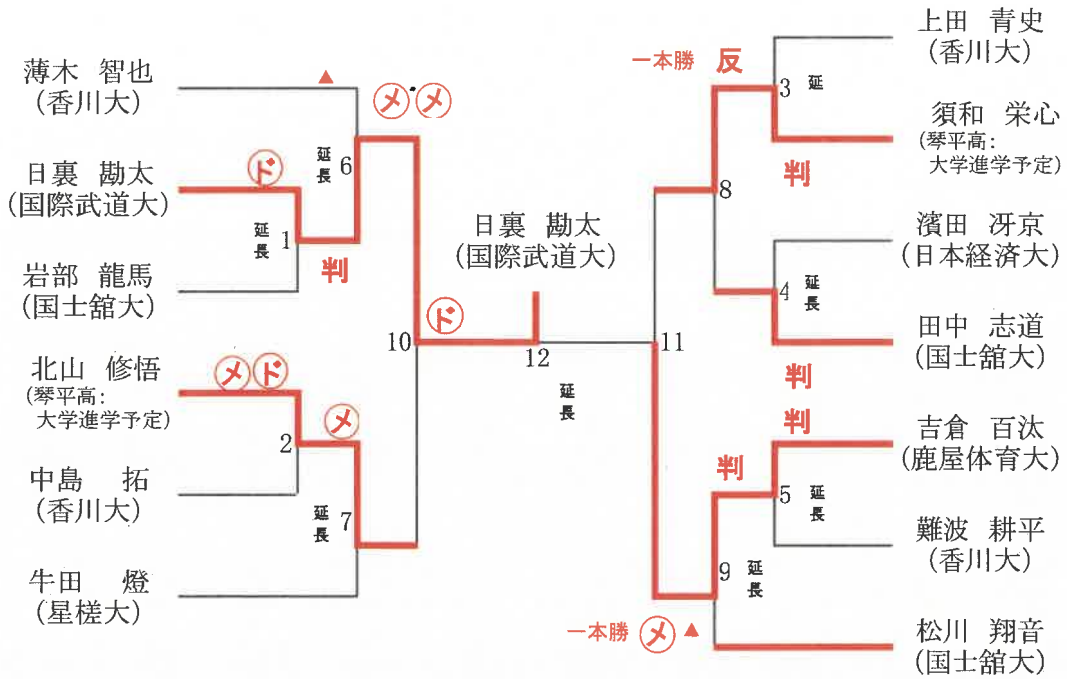 薄木 智也
(香川大)
▲
メ メ
延長
6
日裏 勘太
(国際武道大)
ド
延長
1
判
岩部 龍馬
(国士舘大)
北山 修悟
(琴平高:
大学進学予定)
メ ド
2
メ
中島 拓
(香川大)
延長
7
牛田 燈
(星槎大)
10
ド
日裏 勘太
(国際武道大)
12
延長
上田 青史
(香川大)
一本勝 反
3 延
須和 栄心
(琴平高:
大学進学予定)
判
8
濱田 冴京
(日本経済大)
4
延長
田中 志道
(国士舘大)
判
11
判
吉倉 百汰
(鹿屋体育大)
判
5
延長
難波 耕平
(香川大)
9
延長
一本勝 メ ▲
松川 翔音
(国士舘大)